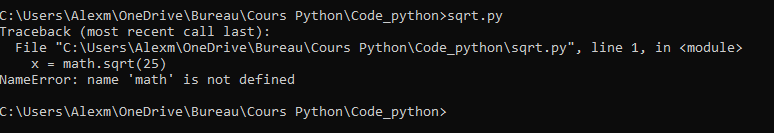 C:\Users\Alexm\OneDrive\Bureau\Cours Python\Code_python>sqrt.py
Traceback (most recent call last):
  File "C:\Users\Alexm\OneDrive\Bureau\Cours Python\Code_python\sqrt.py", line 1, in <module>
    x = math.sqrt(25)
NameError: name 'math' is not defined
C:\Users\Alexm\OneDrive\Bureau\Cours Python\Code_python>